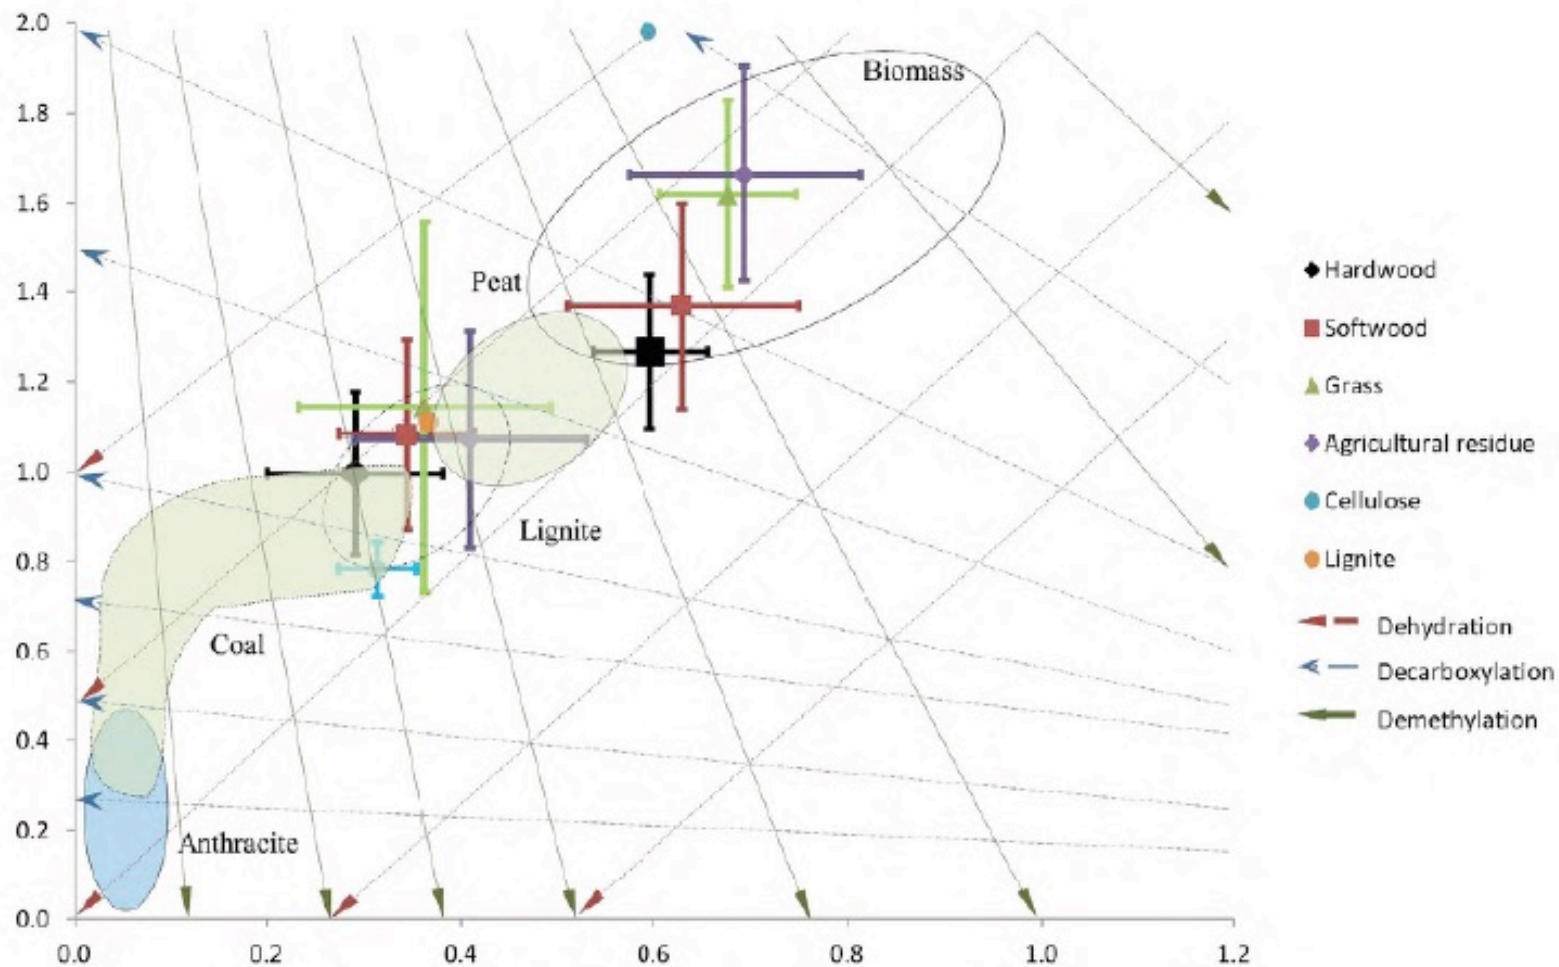 2.0
1.8
1.6
1.4
1.2
1.0
0.8
0.6
0.4
0.2
0.0
0.0 0.2 0.4 0.6 0.8 1.0 1.2
Biomass
Peat
Lignite
Coal
Anthracite
Hardwood
Softwood
Grass
Agricultural residue
Cellulose
Lignite
Dehydration
Decarboxylation
Demethylation